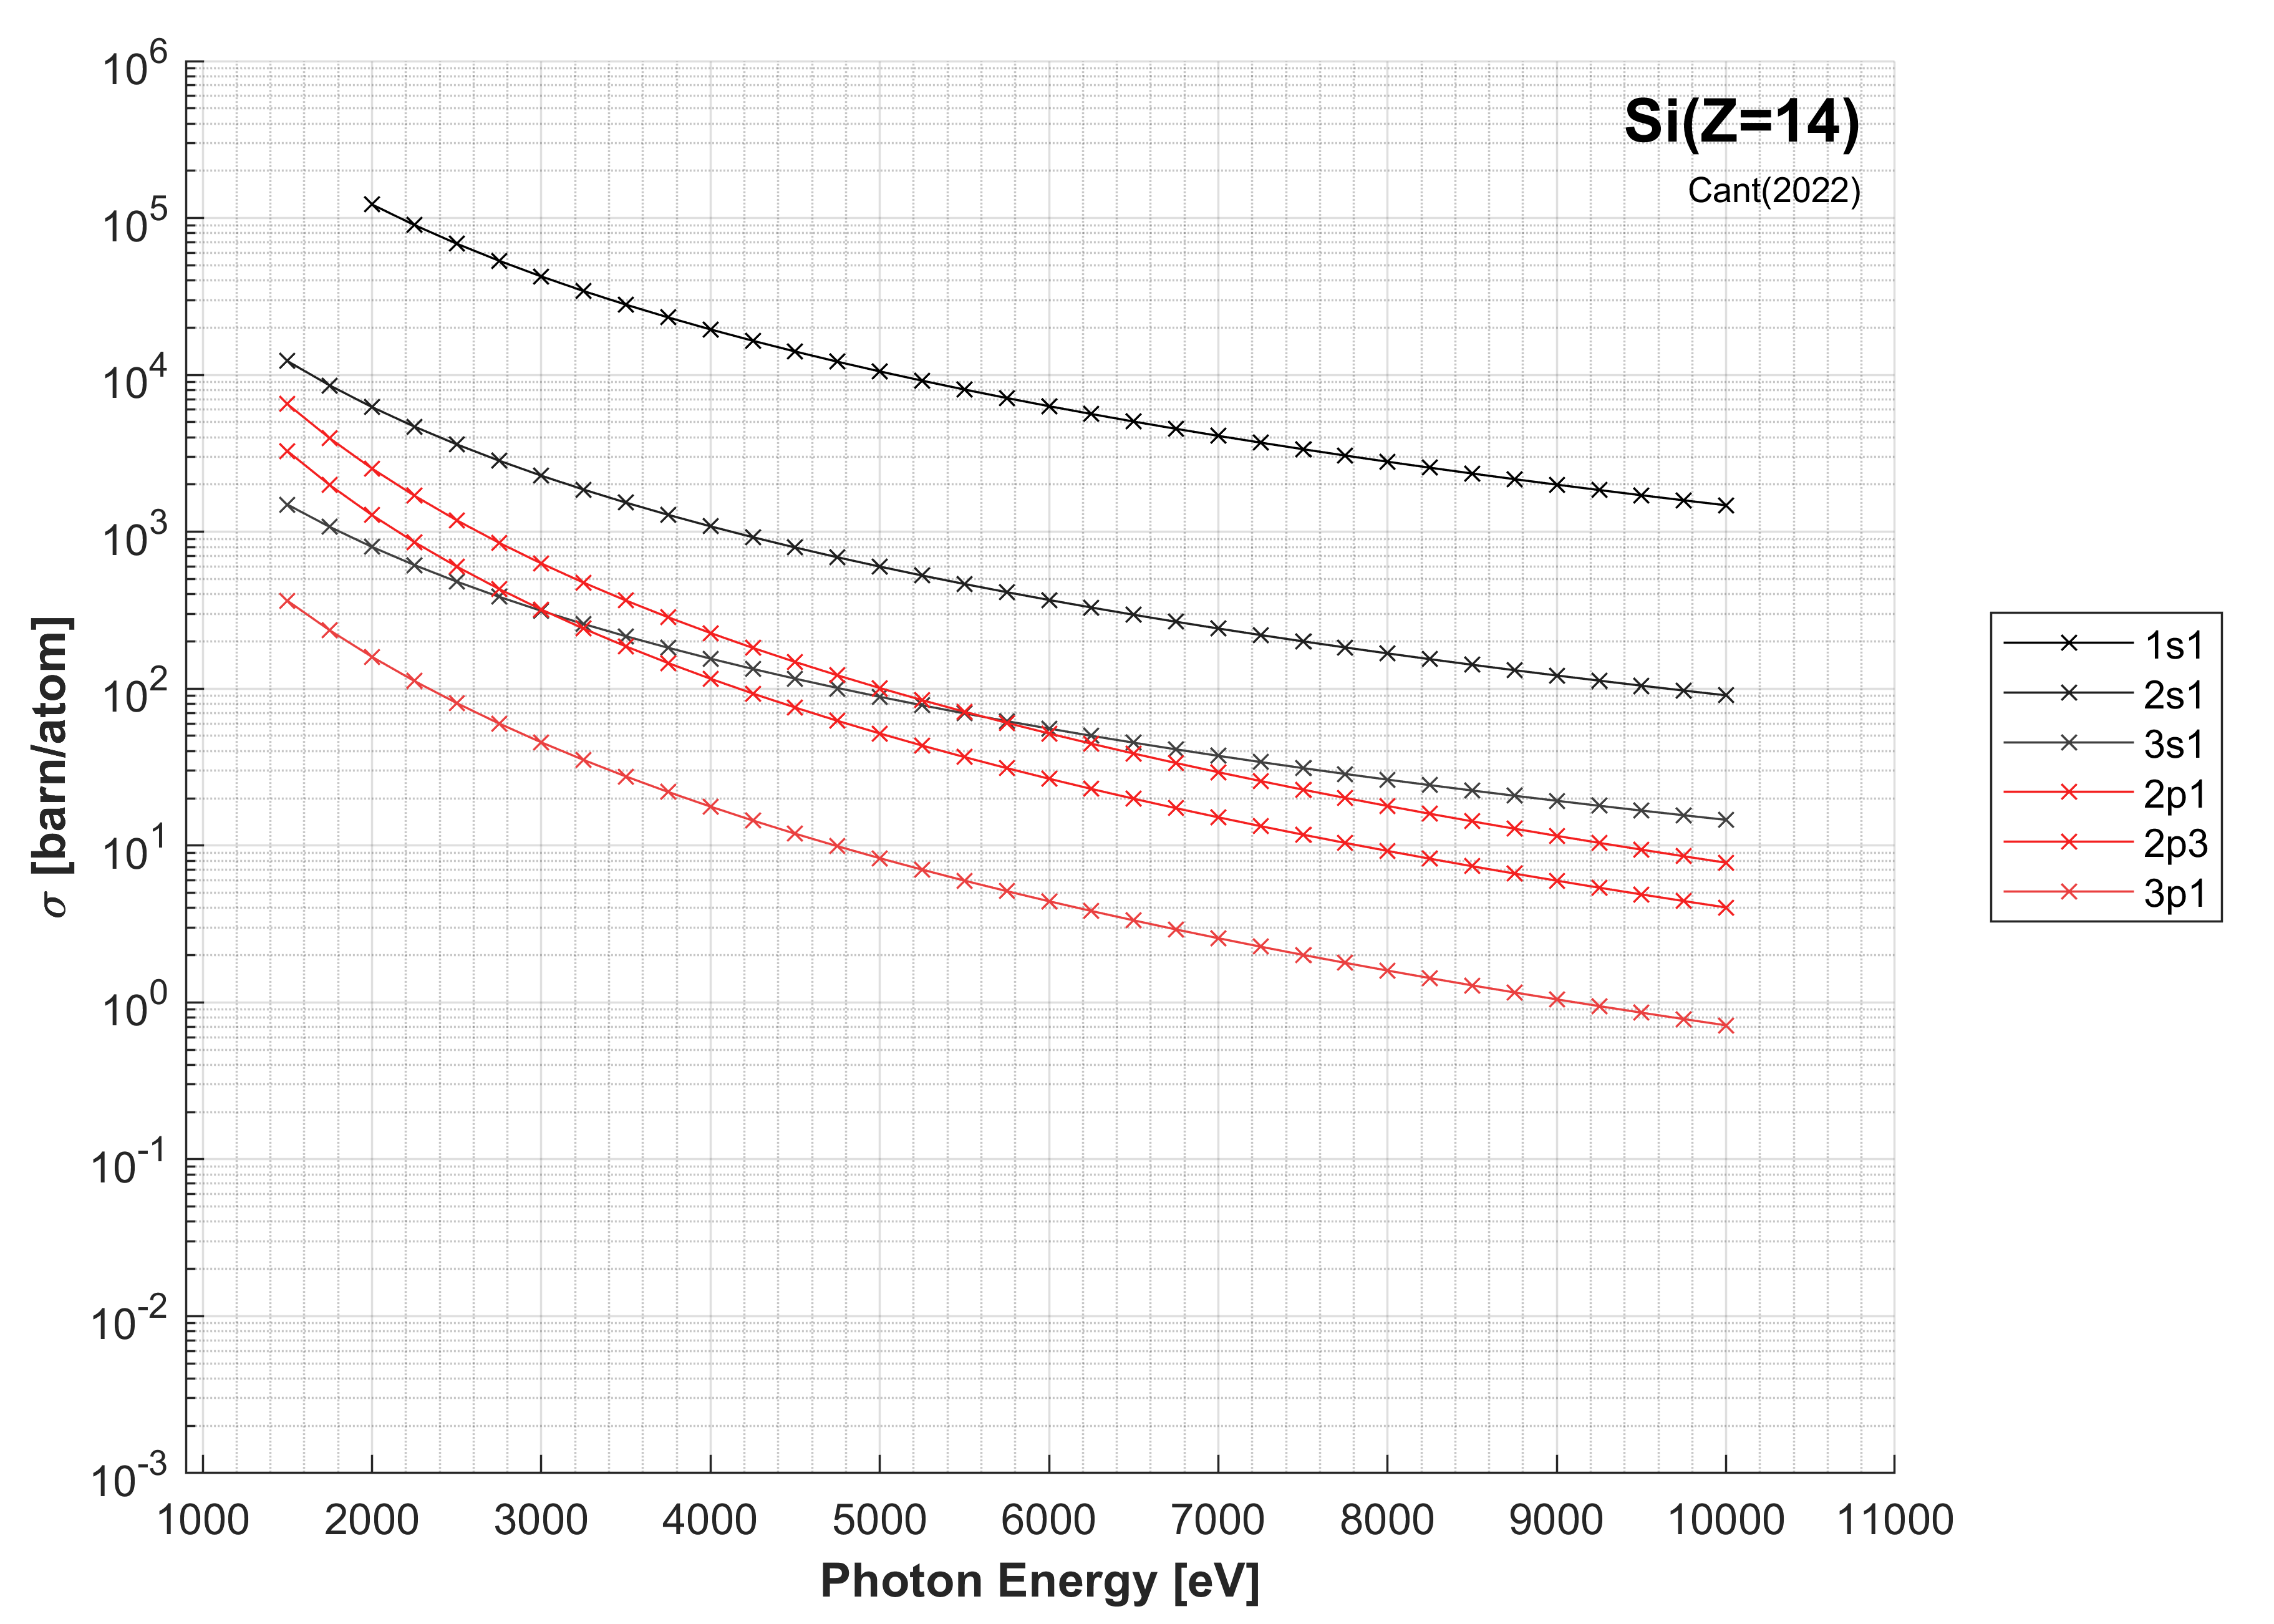 Si(Z=14)
Cant(2022)
10^6
10^5
10^4
10^3
10^2
10^1
10^0
10^-1
10^-2
10^-3
σ [barn/atom]
1000 2000 3000 4000 5000 6000 7000 8000 9000 10000 11000
Photon Energy [eV]
1s1
2s1
3s1
2p1
2p3
3p1